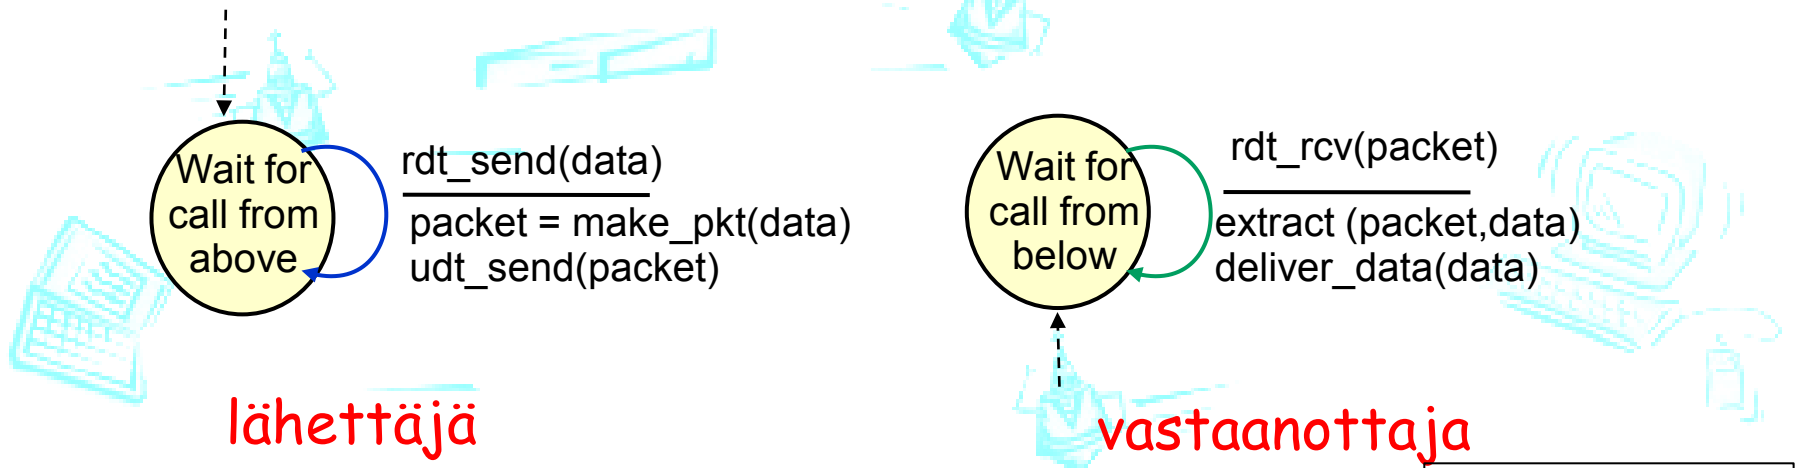 Wait for
call from
above
rdt_send(data)
packet = make_pkt(data)
udt_send(packet)
lähettäjä
Wait for
call from
below
rdt_rcv(packet)
extract (packet,data)
deliver_data(data)
vastaanottaja